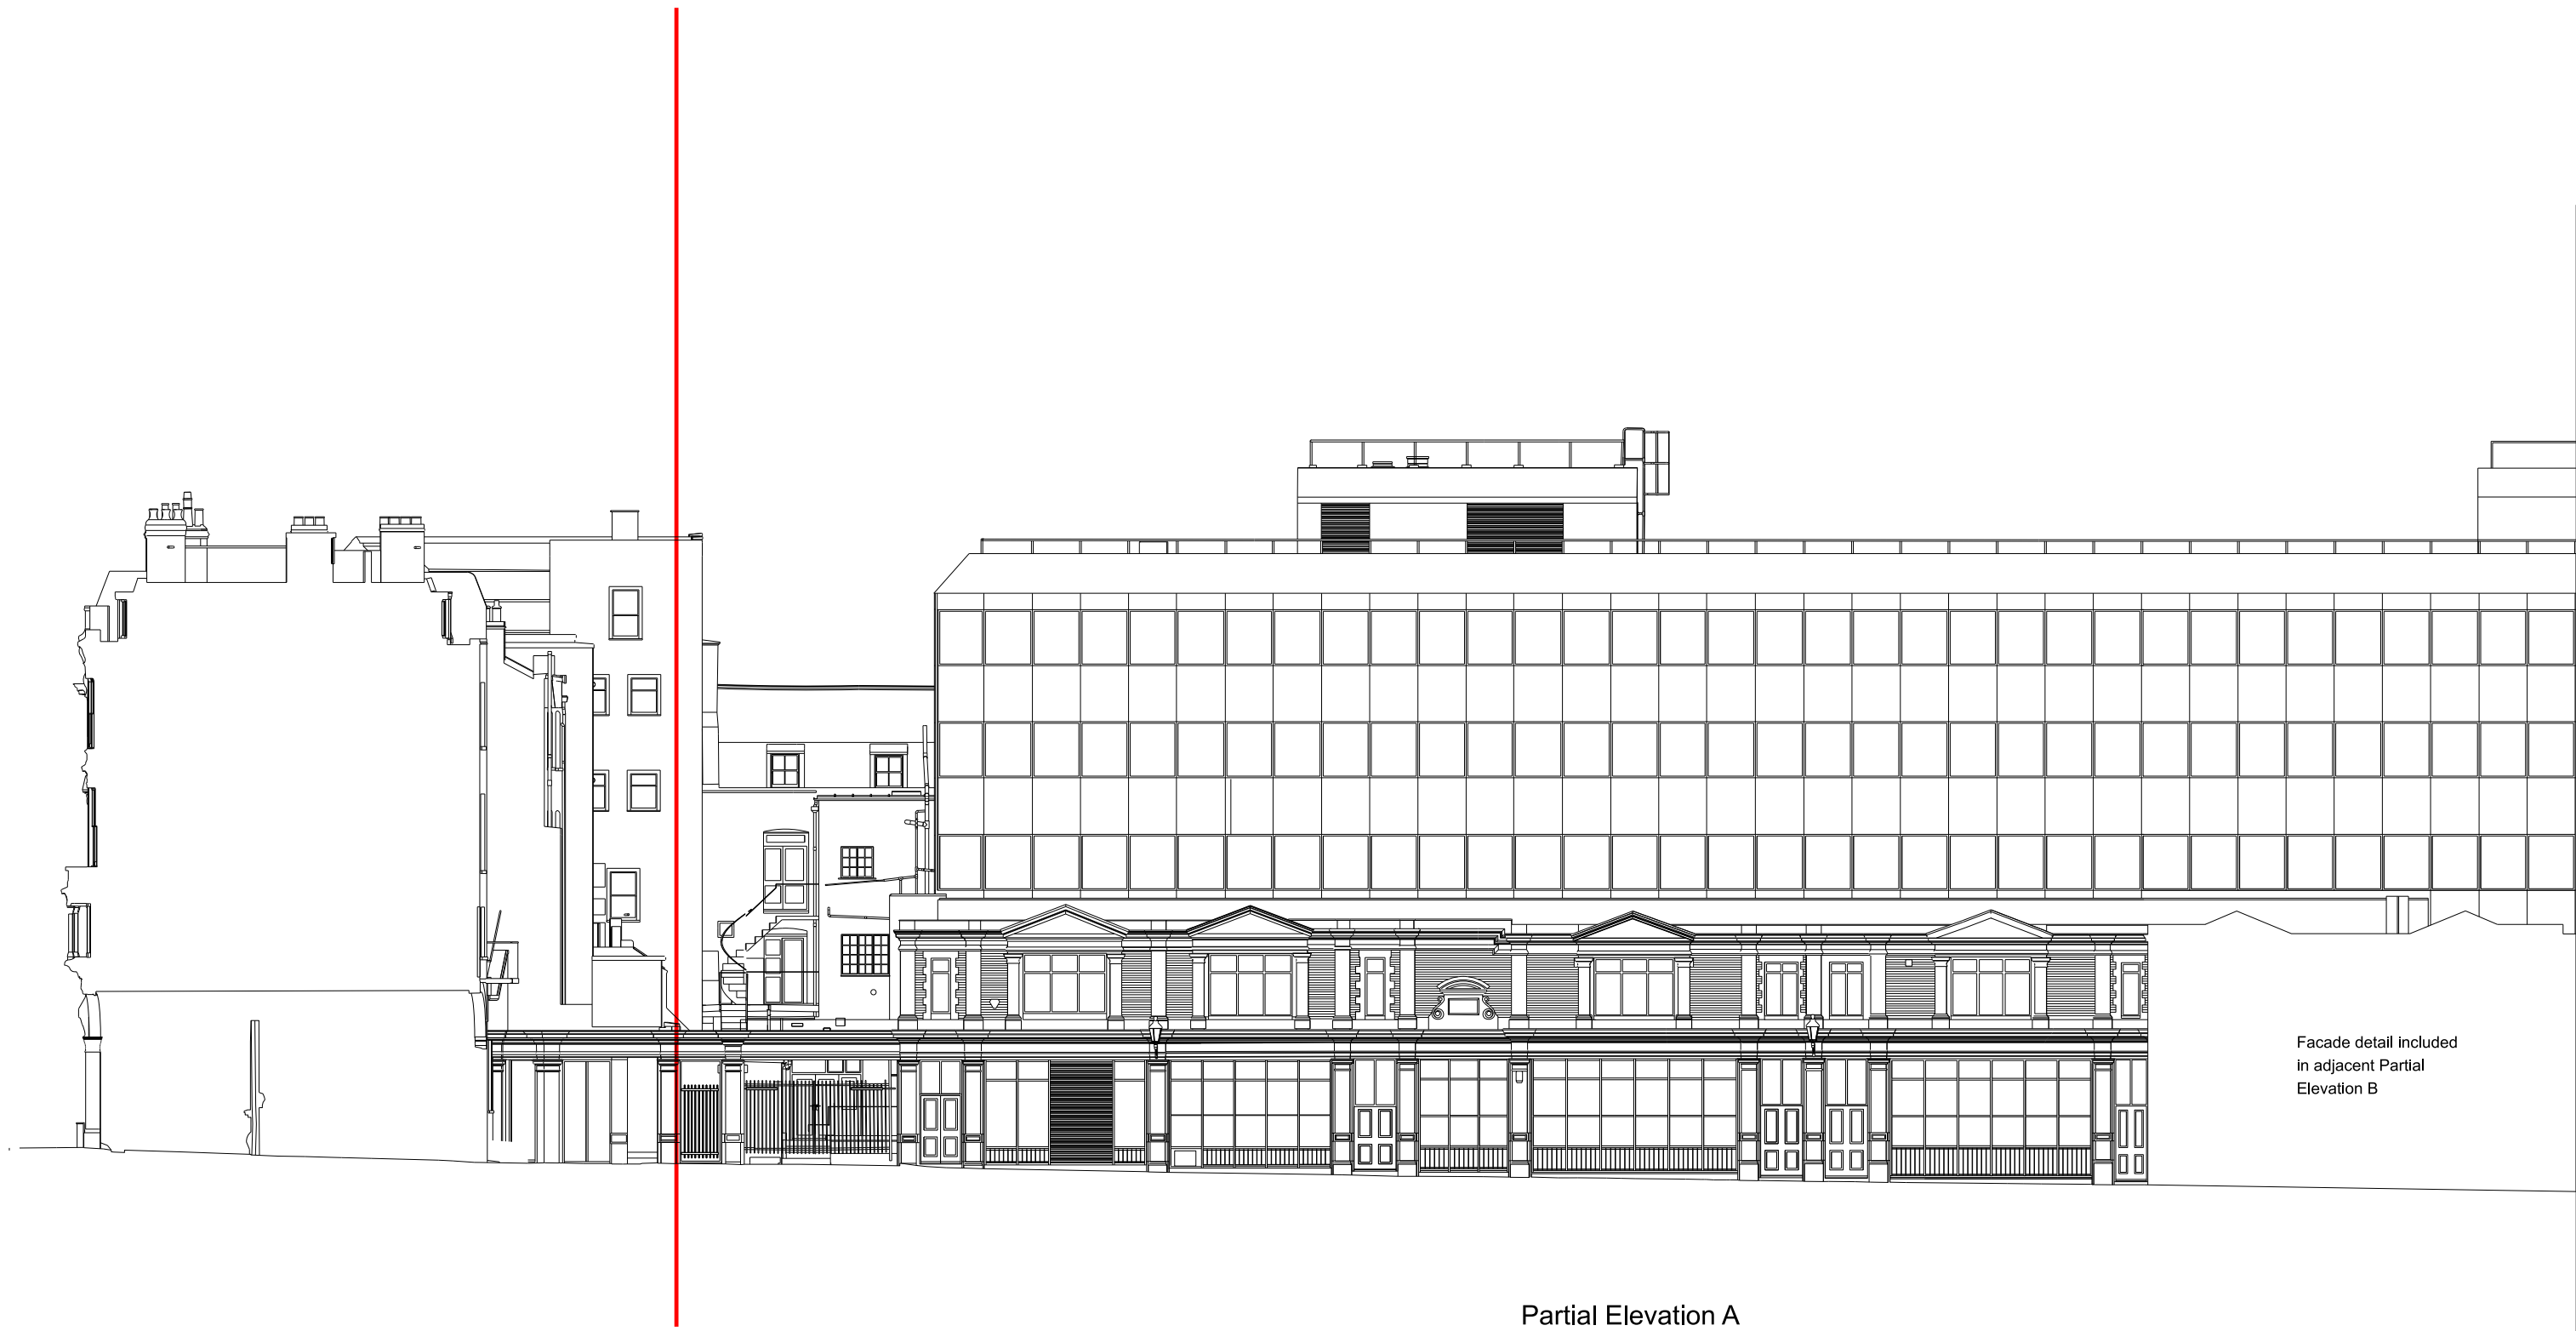 Facade detail included
in adjacent Partial
Elevation B
Partial Elevation A